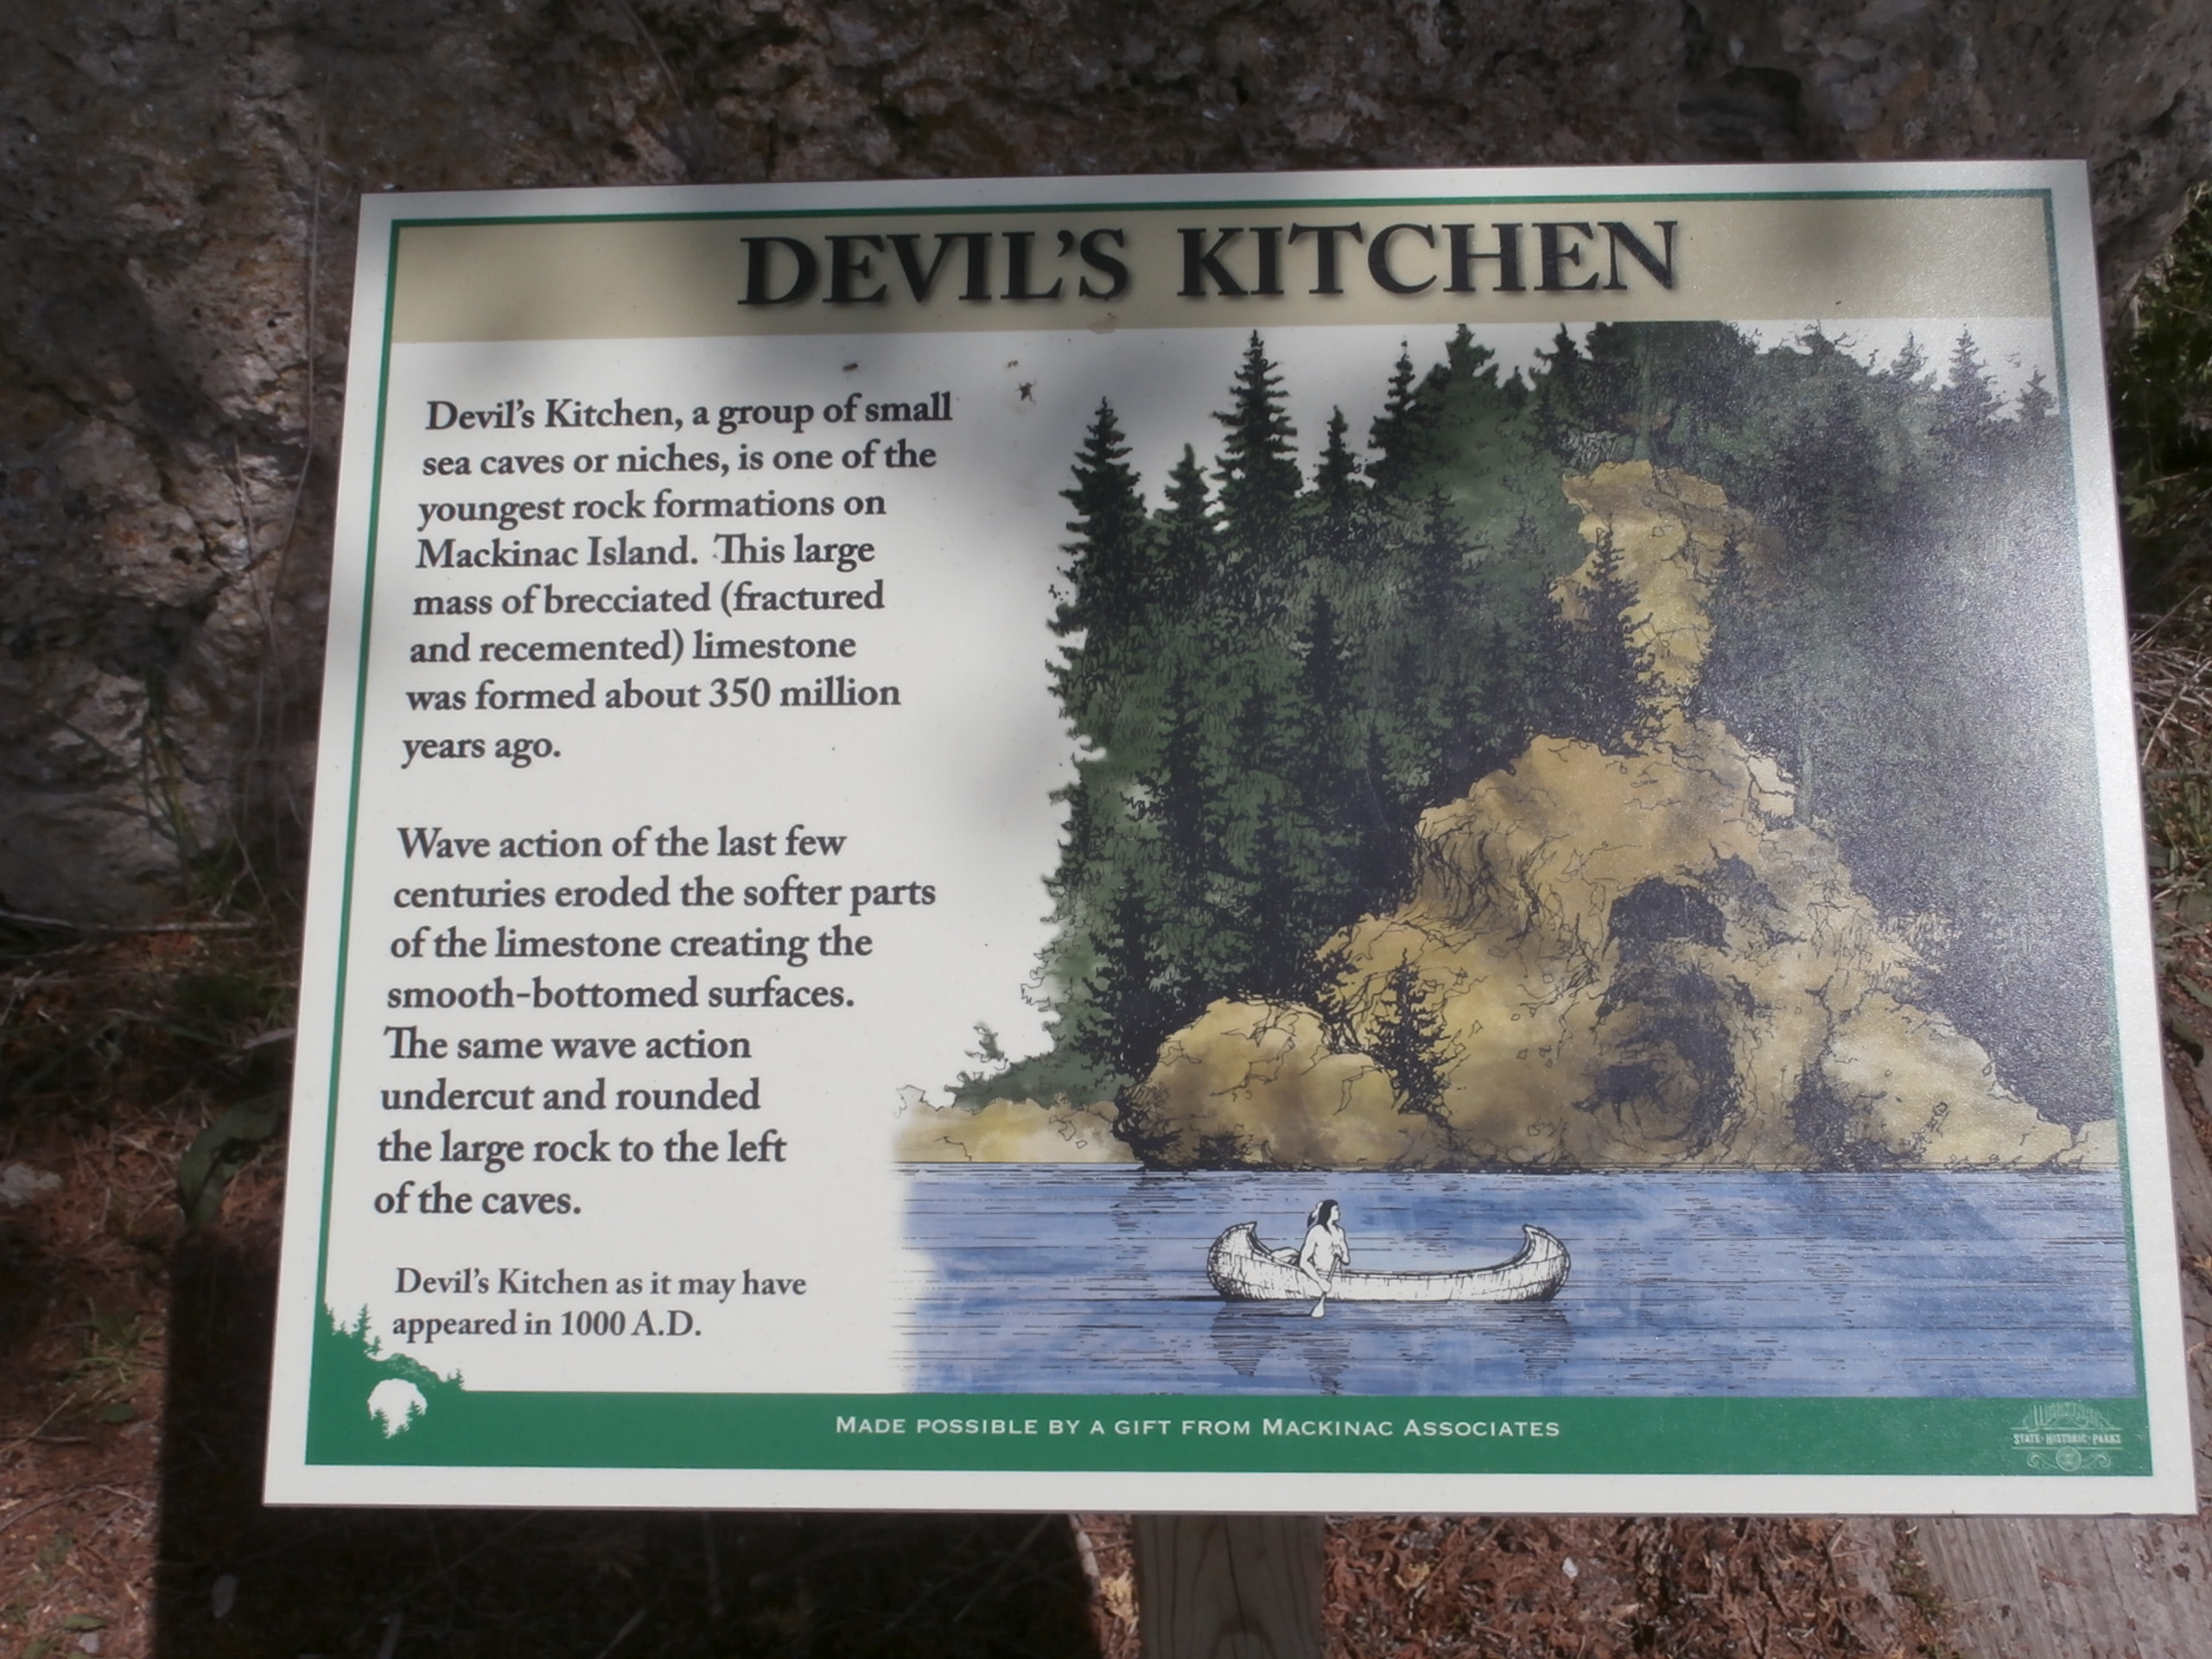 DEVIL'S KITCHEN
Devil's Kitchen, a group of small
sea caves or niches, is one of the
youngest rock formations on
Mackinac Island. This large
mass of brecciated (fractured
and recemented) limestone
was formed about 350 million
years ago.
Wave action of the last few
centuries eroded the softer parts
of the limestone creating the
smooth-bottomed surfaces.
The same wave action
undercut and rounded
the large rock to the left
of the caves.
Devil's Kitchen as it may have
appeared in 1000 A.D.
MADE POSSIBLE BY A GIFT FROM MACKINAC ASSOCIATES
STATE HISTORIC PARKS